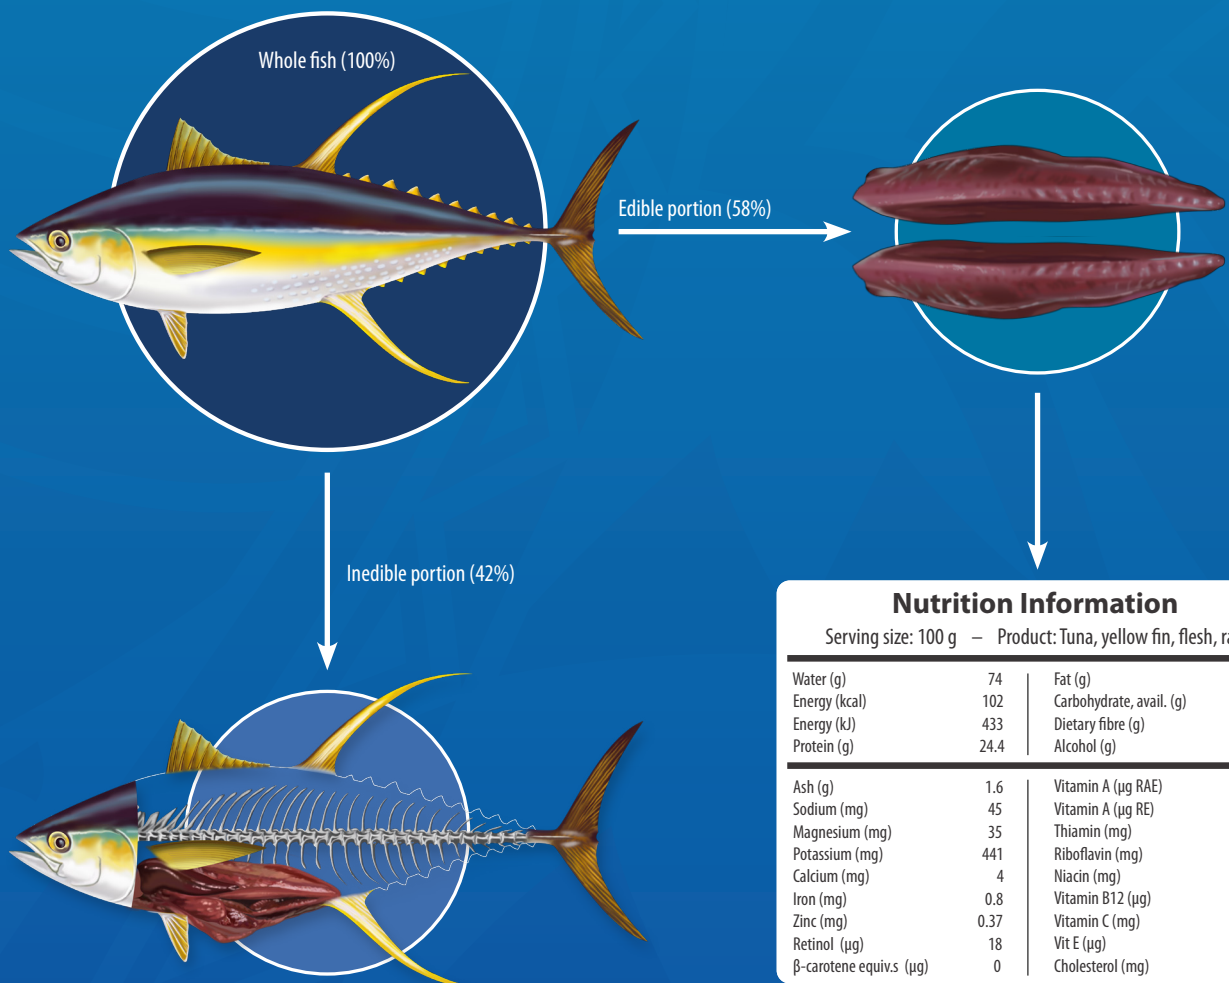 Whole fish (100%)
Edible portion (58%)
Inedible portion (42%)
Nutrition Information
Serving size: 100 g – Product: Tuna, yellow fin, flesh,
Water (g) 74 Fat (g)
Energy (kcal) 102 Carbohydrate, avail. (g)
Energy (kJ) 433 Dietary fibre (g)
Protein (g) 24.4 Alcohol (g)
Ash (g) 1.6 Vitamin A (µg RAE)
Sodium (mg) 45 Vitamin A (µg RE)
Magnesium (mg) 35 Thiamin (mg)
Potassium (mg) 441 Riboflavin (mg)
Calcium (mg) 4 Niacin (mg)
Iron (mg) 0.8 Vitamin B12 (µg)
Zinc (mg) 0.37 Vitamin C (mg)
Retinol (µg) 18 Vit E (µg)
β-carotene equiv.s (µg) 0 Cholesterol (mg)